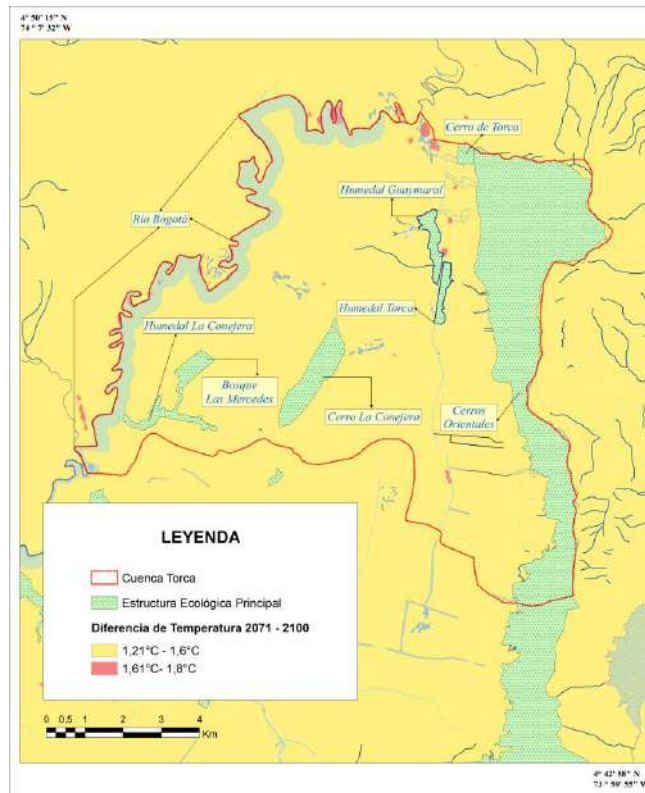 4° 50' 15" N
74° 7' 32" W
Cerro de Torca
Humedal Guaymaral
Río Bogotá
Humedal Torca
Humedal La Conejera
Bosque
Las Mercedes
Cerro La Conejera
Cerros
Orientales
LEYENDA
Cuenca Torca
Estructura Ecológica Principal
Diferencia de Temperatura 2071 - 2100
1,21°C - 1,6°C
1,61°C- 1,8°C
0 0,5 1 2 3 4
Km
4° 42' 58" N
73° 59' 55" W